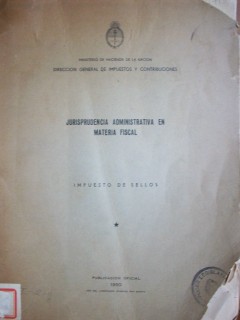 MINISTERIO DE HACIENDA DE LA NACION
DIRECCION GENERAL DE IMPUESTOS Y CONTRIBUCIONES
JURISPRUDENCIA ADMINISTRATIVA EN
MATERIA FISCAL
IMPUESTO DE SELLOS
PUBLICACION OFICIAL